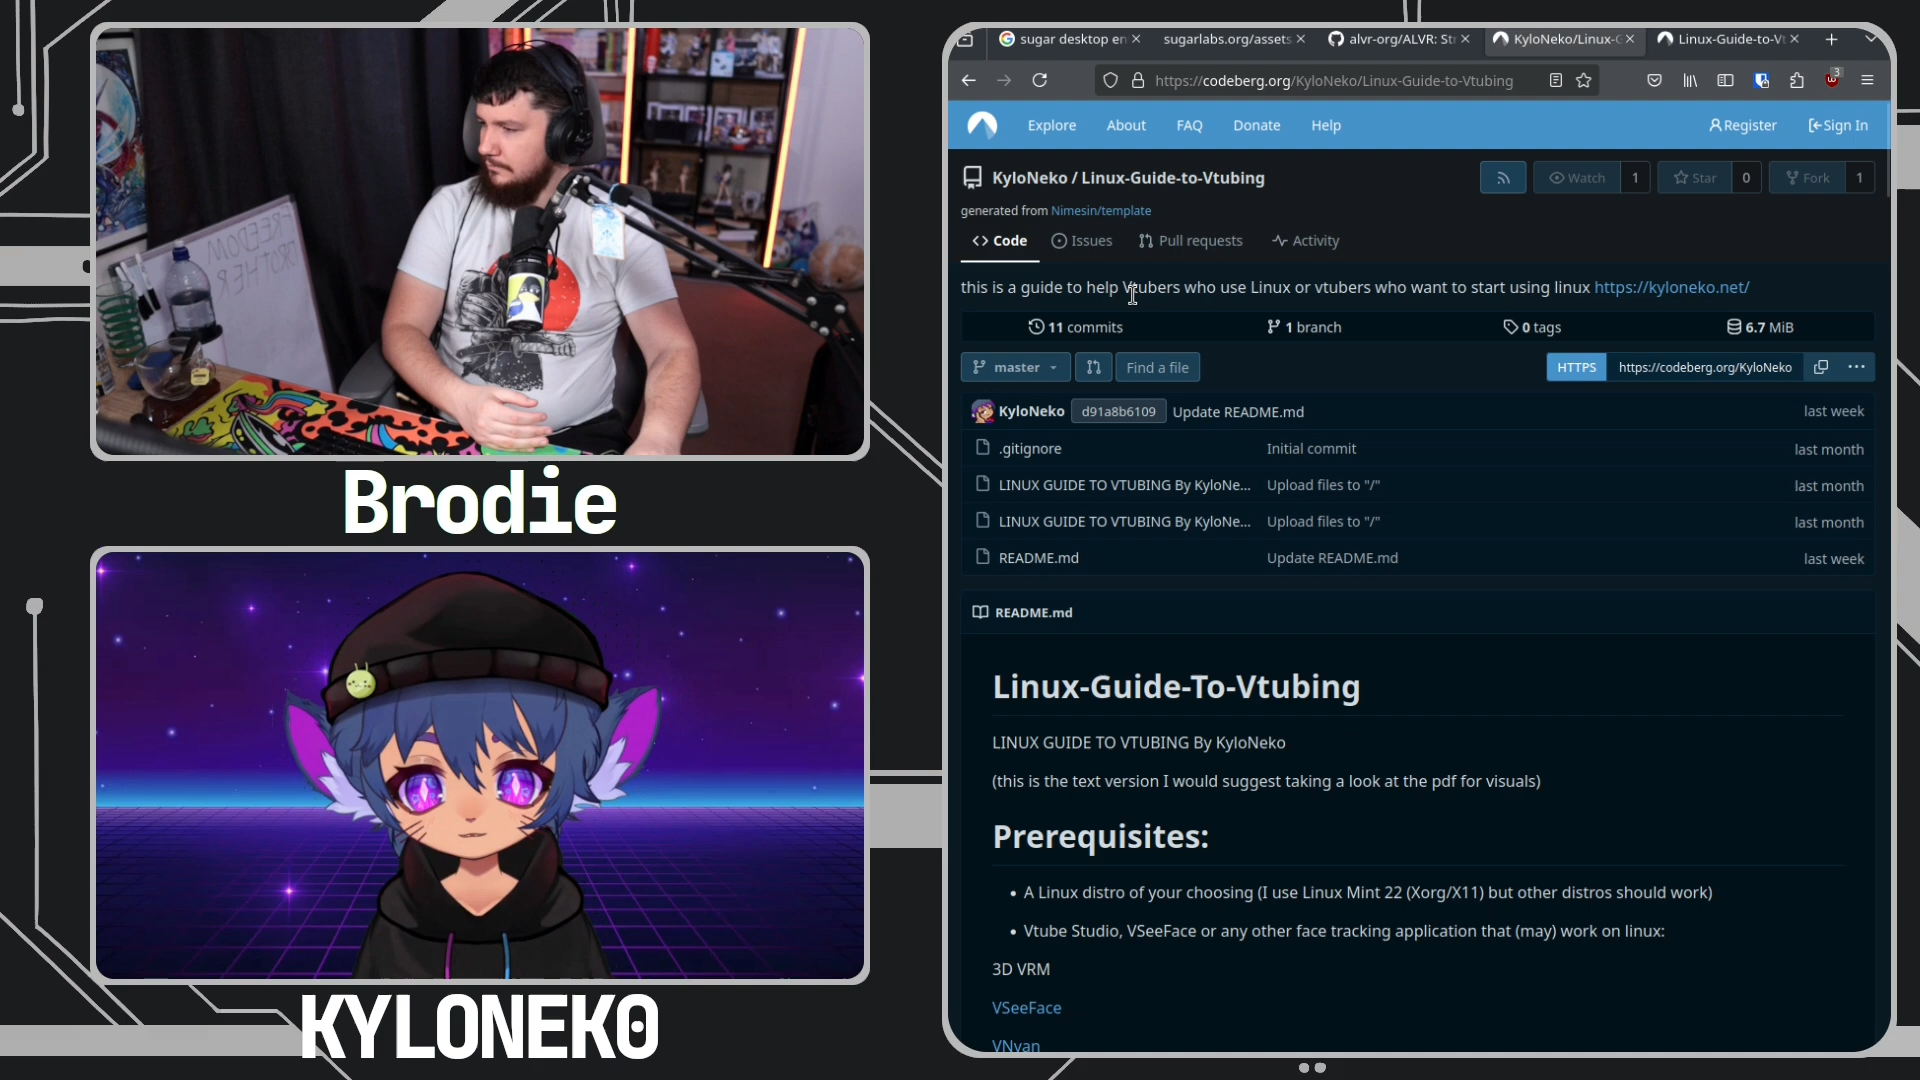 FREEDOM
BROTHER
Brodie
KYLONEKO
sugar desktop en
sugarlabs.org/assets
alvr-org/ALVR: St
KyloNeko/Linux-G
Linux-Guide-to-Vt
https://codeberg.org/KyloNeko/Linux-Guide-to-Vtubing
3
Explore
About
FAQ
Donate
Help
Register
Sign In
KyloNeko / Linux-Guide-to-Vtubing
Watch 1
Star 0
Fork 1
generated from Nimesin/template
Code
Issues
Pull requests
Activity
this is a guide to help Vtubers who use Linux or vtubers who want to start using linux https://kyloneko.net/
11 commits
1 branch
0 tags
6.7 MiB
master
Find a file
HTTPS
https://codeberg.org/KyloNeko
KyloNeko d91a8b6109 Update README.md last week
.gitignore Initial commit last month
LINUX GUIDE TO VTUBING By KyloNe... Upload files to "/" last month
LINUX GUIDE TO VTUBING By KyloNe... Upload files to "/" last month
README.md Update README.md last week
README.md
Linux-Guide-To-Vtubing
LINUX GUIDE TO VTUBING By KyloNeko
(this is the text version I would suggest taking a look at the pdf for visuals)
Prerequisites:
• A Linux distro of your choosing (I use Linux Mint 22 (Xorg/X11) but other distros should work)
• Vtube Studio, VSeeFace or any other face tracking application that (may) work on linux:
3D VRM
VSeeFace
VNyan